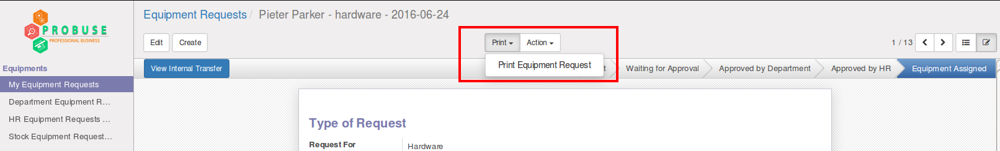 PROBUSE
PROFESSIONAL BUSINESS
Equipments
My Equipment Requests
Department Equipment R...
HR Equipment Requests ...
Stock Equipment Request...
Equipment Requests / Pieter Parker - hardware - 2016-06-24
Edit Create Print Action 1 / 13
Print Equipment Request
View Internal Transfer t Waiting for Approval Approved by Department Approved by HR Equipment Assigned
Type of Request
Request For Hardware